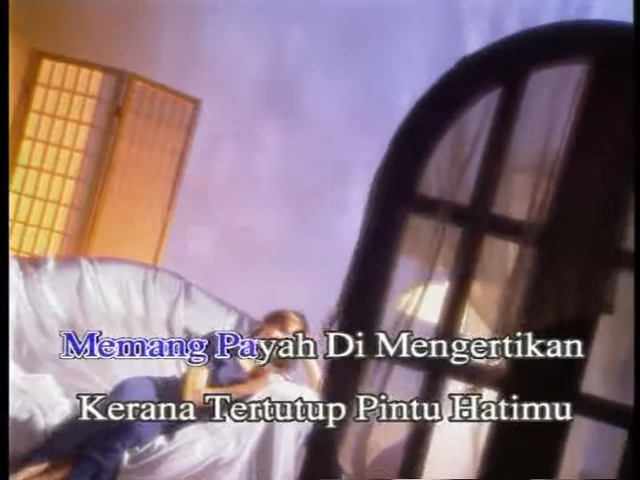 Memang Payah Di Mengertikan
Kerana Tertutup Pintu Hatimu